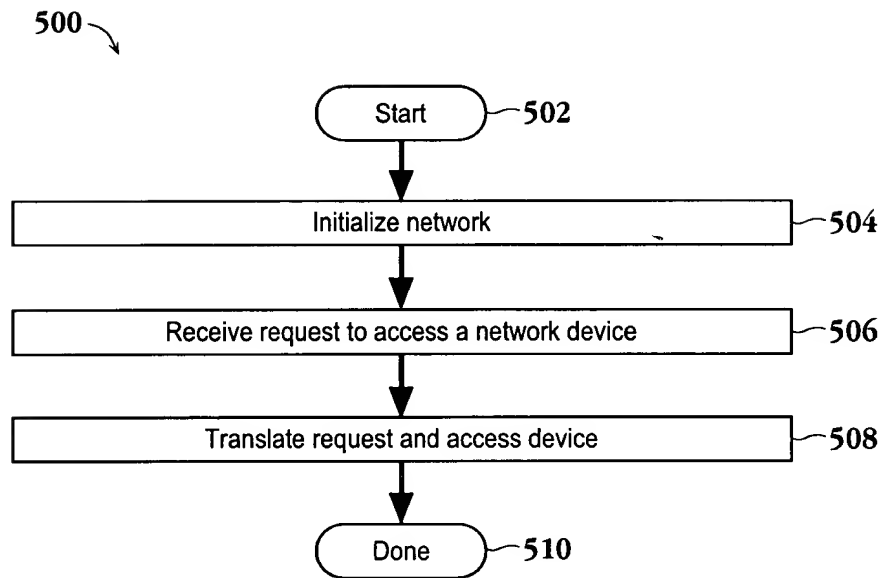 500
Start 502
Initialize network 504
Receive request to access a network device 506
Translate request and access device 508
Done 510